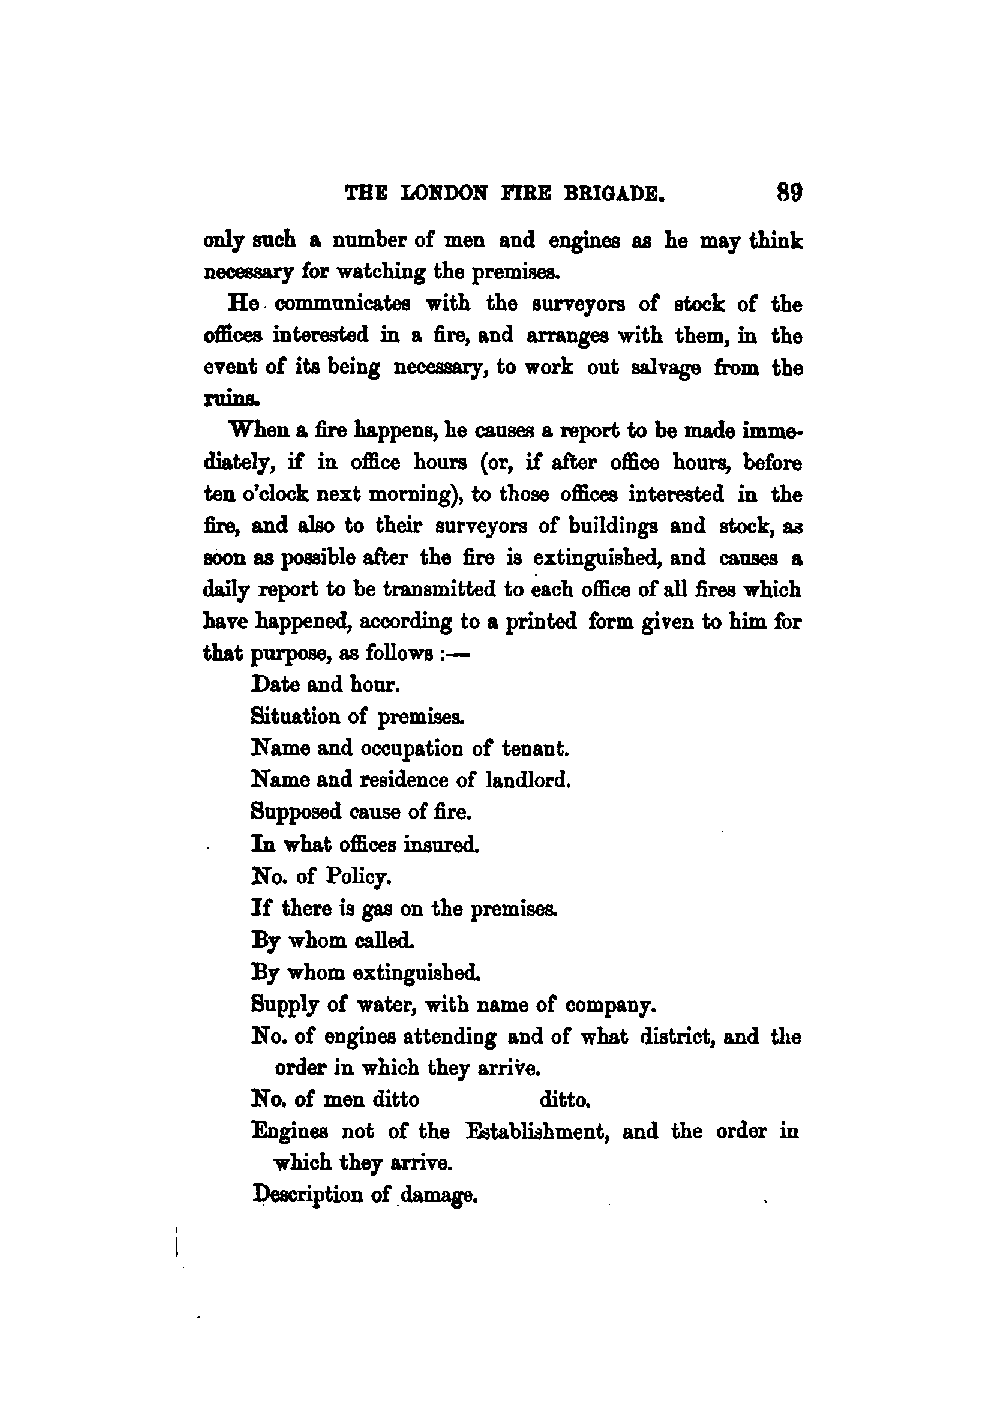 THE LONDON FIRE BRIGADE. 89
only such a number of men and engines as he may think
necessary for watching the premises.
He communicates with the surveyors of stock of the
offices interested in a fire, and arranges with them, in the
event of its being necessary, to work out salvage from the
ruins.
When a fire happens, he causes a report to be made imme-
diately, if in office hours (or, if after office hours, before
ten o'clock next morning), to those offices interested in the
fire, and also to their surveyors of buildings and stock, as
soon as possible after the fire is extinguished, and causes a
daily report to be transmitted to each office of all fires which
have happened, according to a printed form given to him for
that purpose, as follows :—
Date and hour.
Situation of premises.
Name and occupation of tenant.
Name and residence of landlord.
Supposed cause of fire.
In what offices insured.
No. of Policy.
If there is gas on the premises.
By whom called.
By whom extinguished.
Supply of water, with name of company.
No. of engines attending and of what district, and the
order in which they arrive.
No. of men ditto ditto.
Engines not of the Establishment, and the order in
which they arrive.
Description of damage.